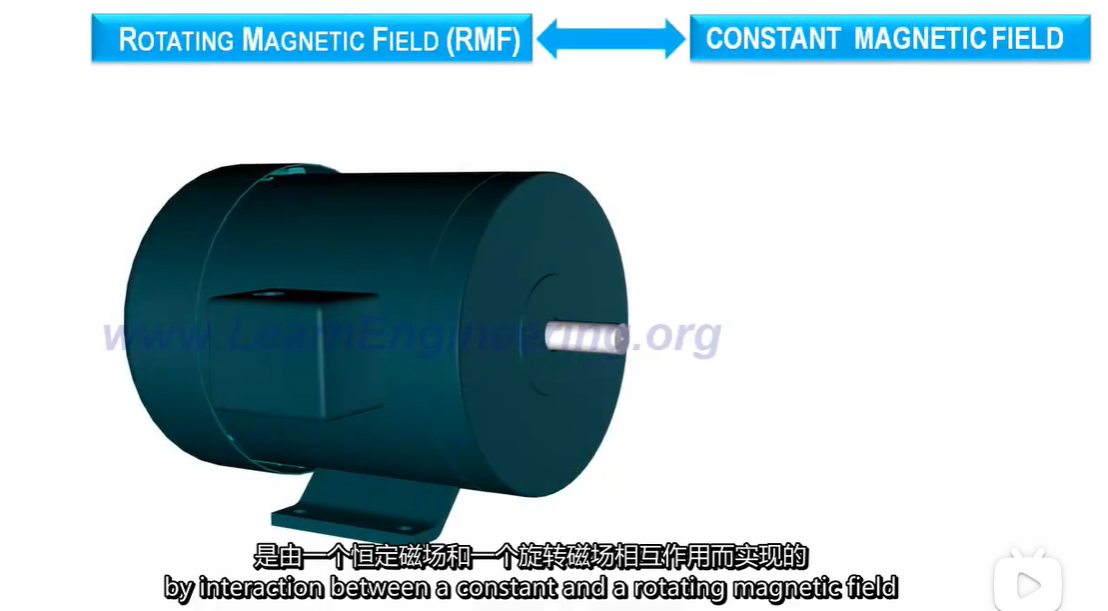 ROTATING MAGNETIC FIELD (RMF)
CONSTANT MAGNETIC FIELD
www.LearnEngineering.org
是由一个恒定磁场和一个旋转磁场相互作用而实现的
by interaction between a constant and a rotating magnetic field